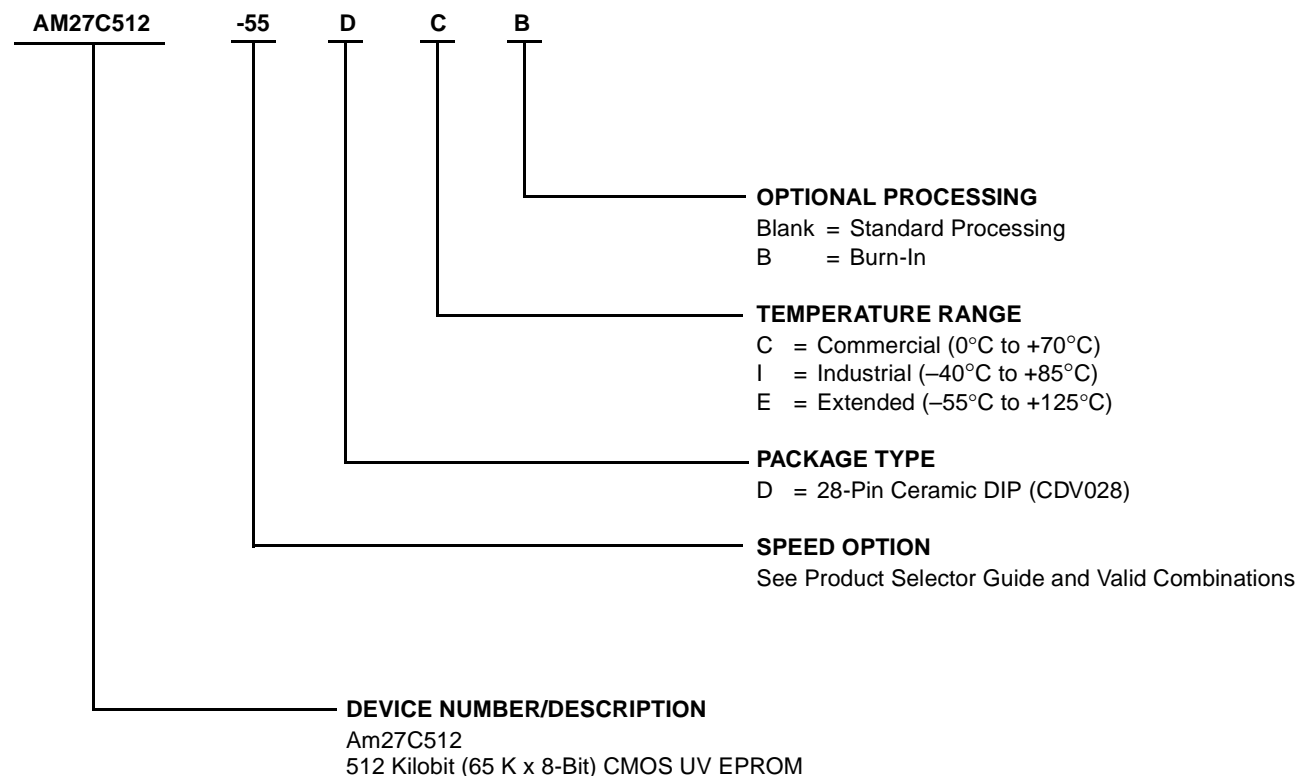 AM27C512 -55 D C B
OPTIONAL PROCESSING
Blank = Standard Processing
B = Burn-In
TEMPERATURE RANGE
C = Commercial (0°C to +70°C)
I = Industrial (–40°C to +85°C)
E = Extended (–55°C to +125°C)
PACKAGE TYPE
D = 28-Pin Ceramic DIP (CDV028)
SPEED OPTION
See Product Selector Guide and Valid Combinations
DEVICE NUMBER/DESCRIPTION
Am27C512
512 Kilobit (65 K x 8-Bit) CMOS UV EPROM